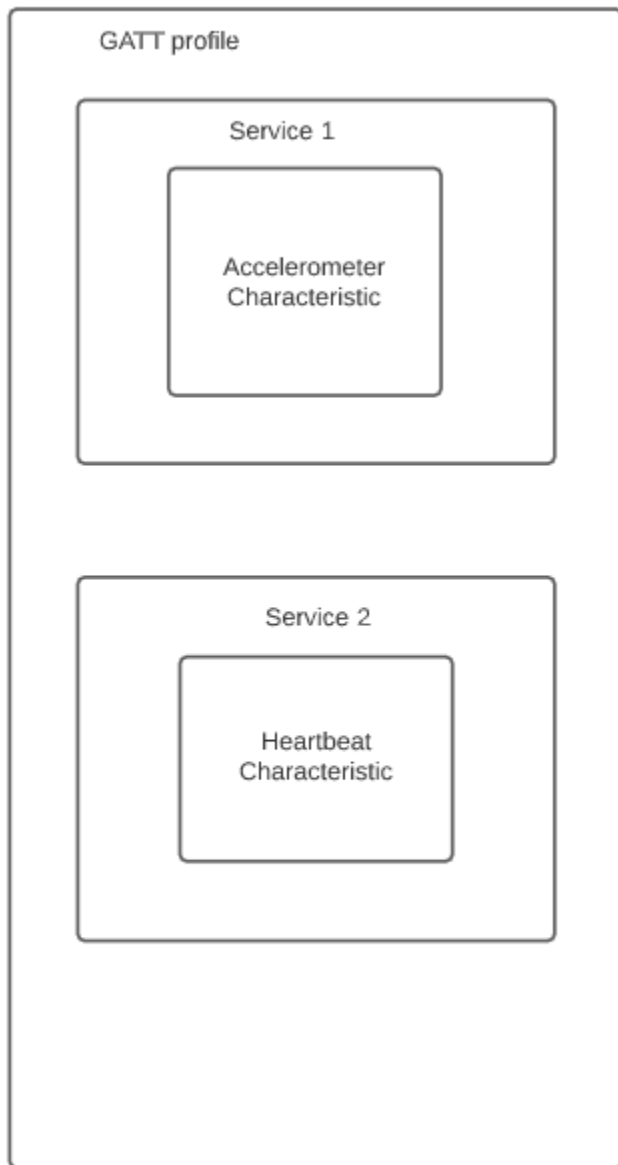 GATT profile
Service 1
Accelerometer
Characteristic
Service 2
Heartbeat
Characteristic